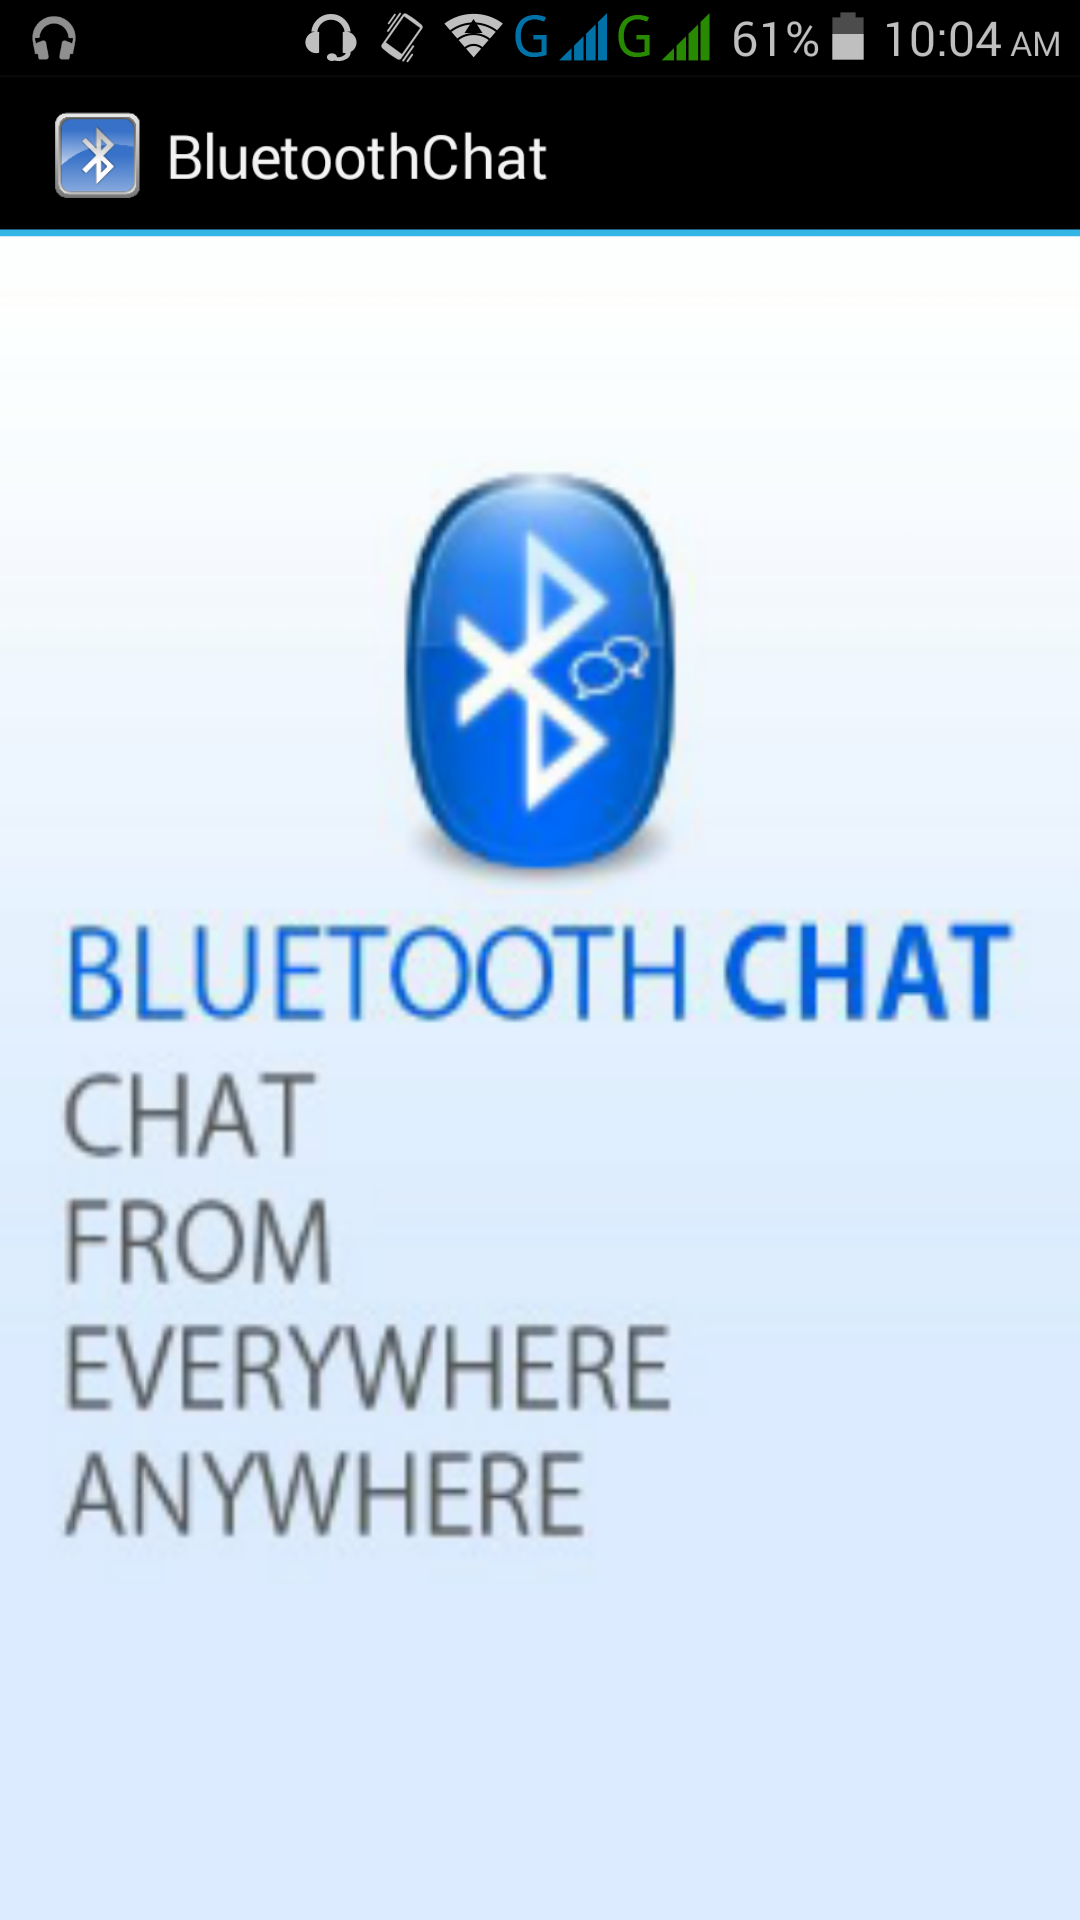 G G 61% 10:04 AM
BluetoothChat
BLUETOOTH CHAT
CHAT
FROM
EVERYWHERE
ANYWHERE